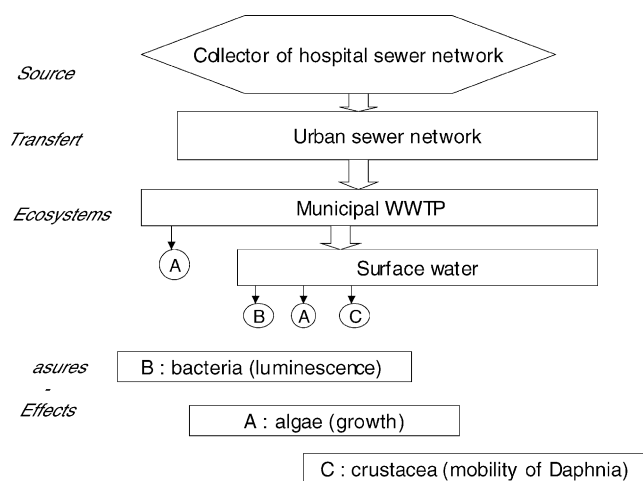 Collector of hospital sewer network
Source
Transfert
Urban sewer network
Ecosystems
Municipal WWTP
A
Surface water
B
A
C
asures
-
Effects
B : bacteria (luminescence)
A : algae (growth)
C : crustacea (mobility of Daphnia)